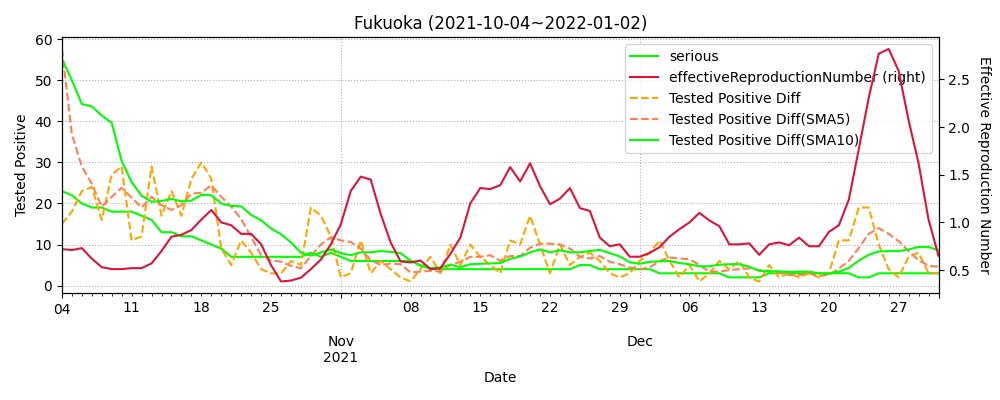 Fukuoka (2021-10-04~2022-01-02)
60
50
40
30
20
10
0
Tested Positive
serious
effectiveReproductionNumber (right)
Tested Positive Diff
Tested Positive Diff(SMA5)
Tested Positive Diff(SMA10)
2.5
2.0
1.5
1.0
0.5
Effective Reproduction Number
04 11 18 25 08 15 22 29 06 13 20 27
Nov Dec
2021
Date